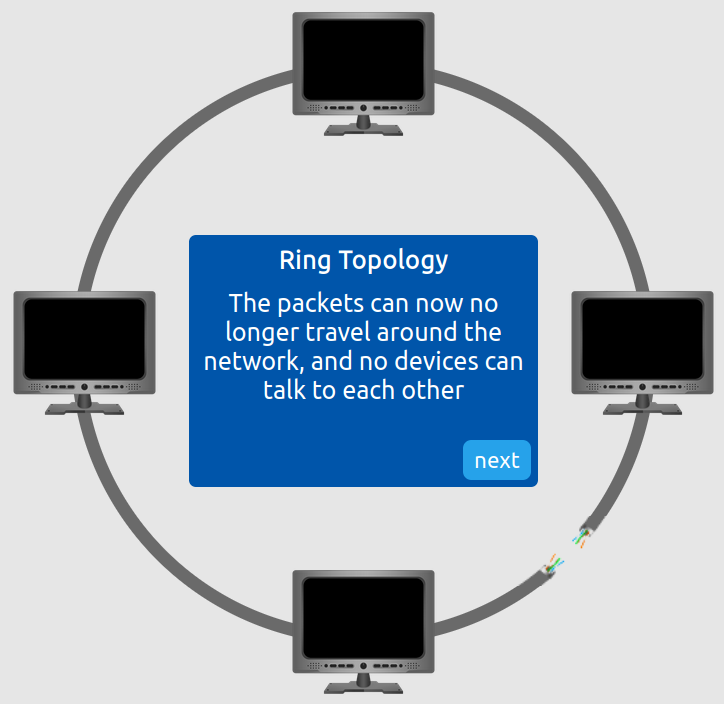 Ring Topology
The packets can now no
longer travel around the
network, and no devices can
talk to each other
next